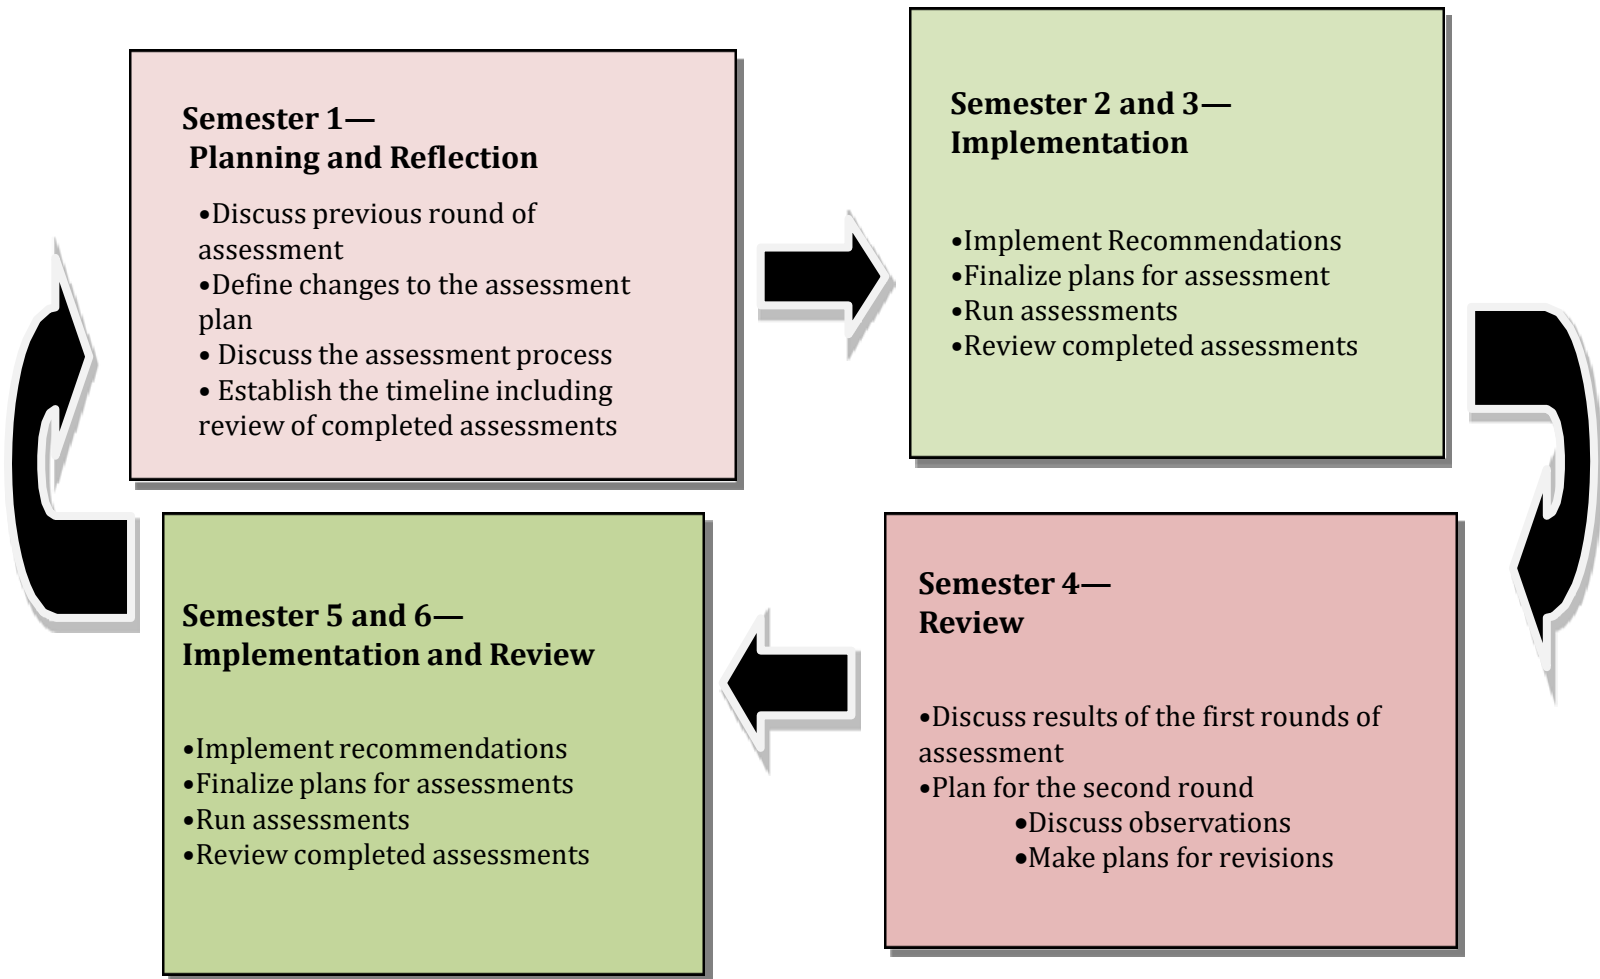 Semester 1—
Planning and Reflection
•Discuss previous round of
assessment
•Define changes to the assessment
plan
• Discuss the assessment process
• Establish the timeline including
review of completed assessments
Semester 2 and 3—
Implementation
•Implement Recommendations
•Finalize plans for assessment
•Run assessments
•Review completed assessments
Semester 4—
Review
•Discuss results of the first rounds of
assessment
•Plan for the second round
•Discuss observations
•Make plans for revisions
Semester 5 and 6—
Implementation and Review
•Implement recommendations
•Finalize plans for assessments
•Run assessments
•Review completed assessments